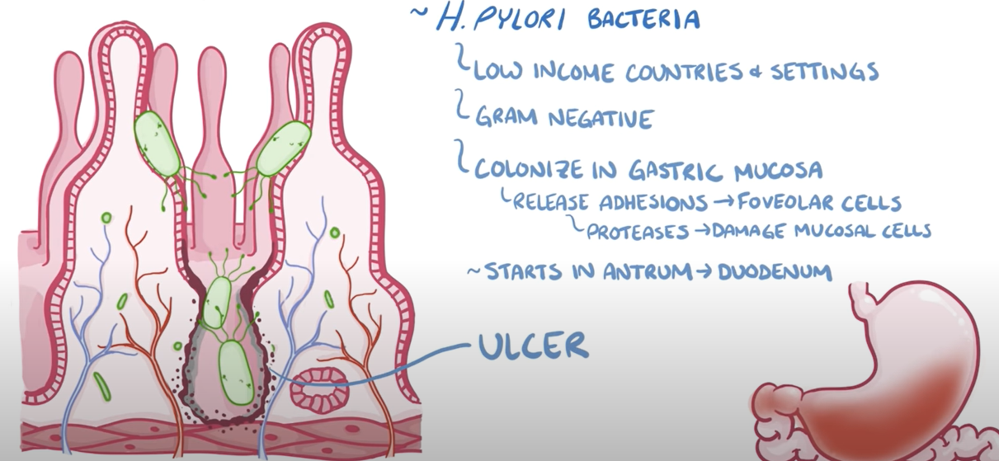 ~ H. PYLORI BACTERIA
LOW INCOME COUNTRIES & SETTINGS
GRAM NEGATIVE
COLONIZE IN GASTRIC MUCOSA
RELEASE ADHESIONS → FOVEOLAR CELLS
PROTEASES → DAMAGE MUCOSAL CELLS
~ STARTS IN ANTRUM → DUODENUM
ULCER